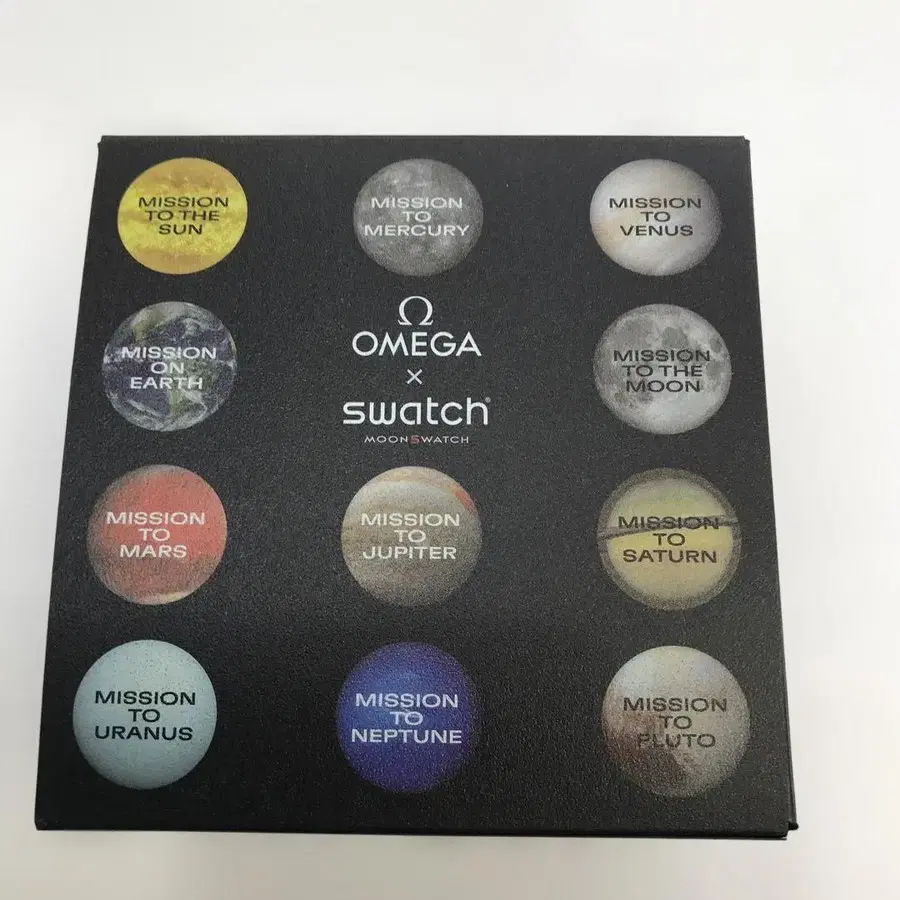 MISSION
TO THE
SUN
MISSION
TO
MERCURY
MISSION
TO
VENUS
MISSION
ON
EARTH
Ω
OMEGA
×
swatch®
MOONSWATCH
MISSION
TO THE
MOON
MISSION
TO
MARS
MISSION
TO
JUPITER
MISSION
TO
SATURN
MISSION
TO
URANUS
MISSION
TO
NEPTUNE
MISSION
TO
PLUTO